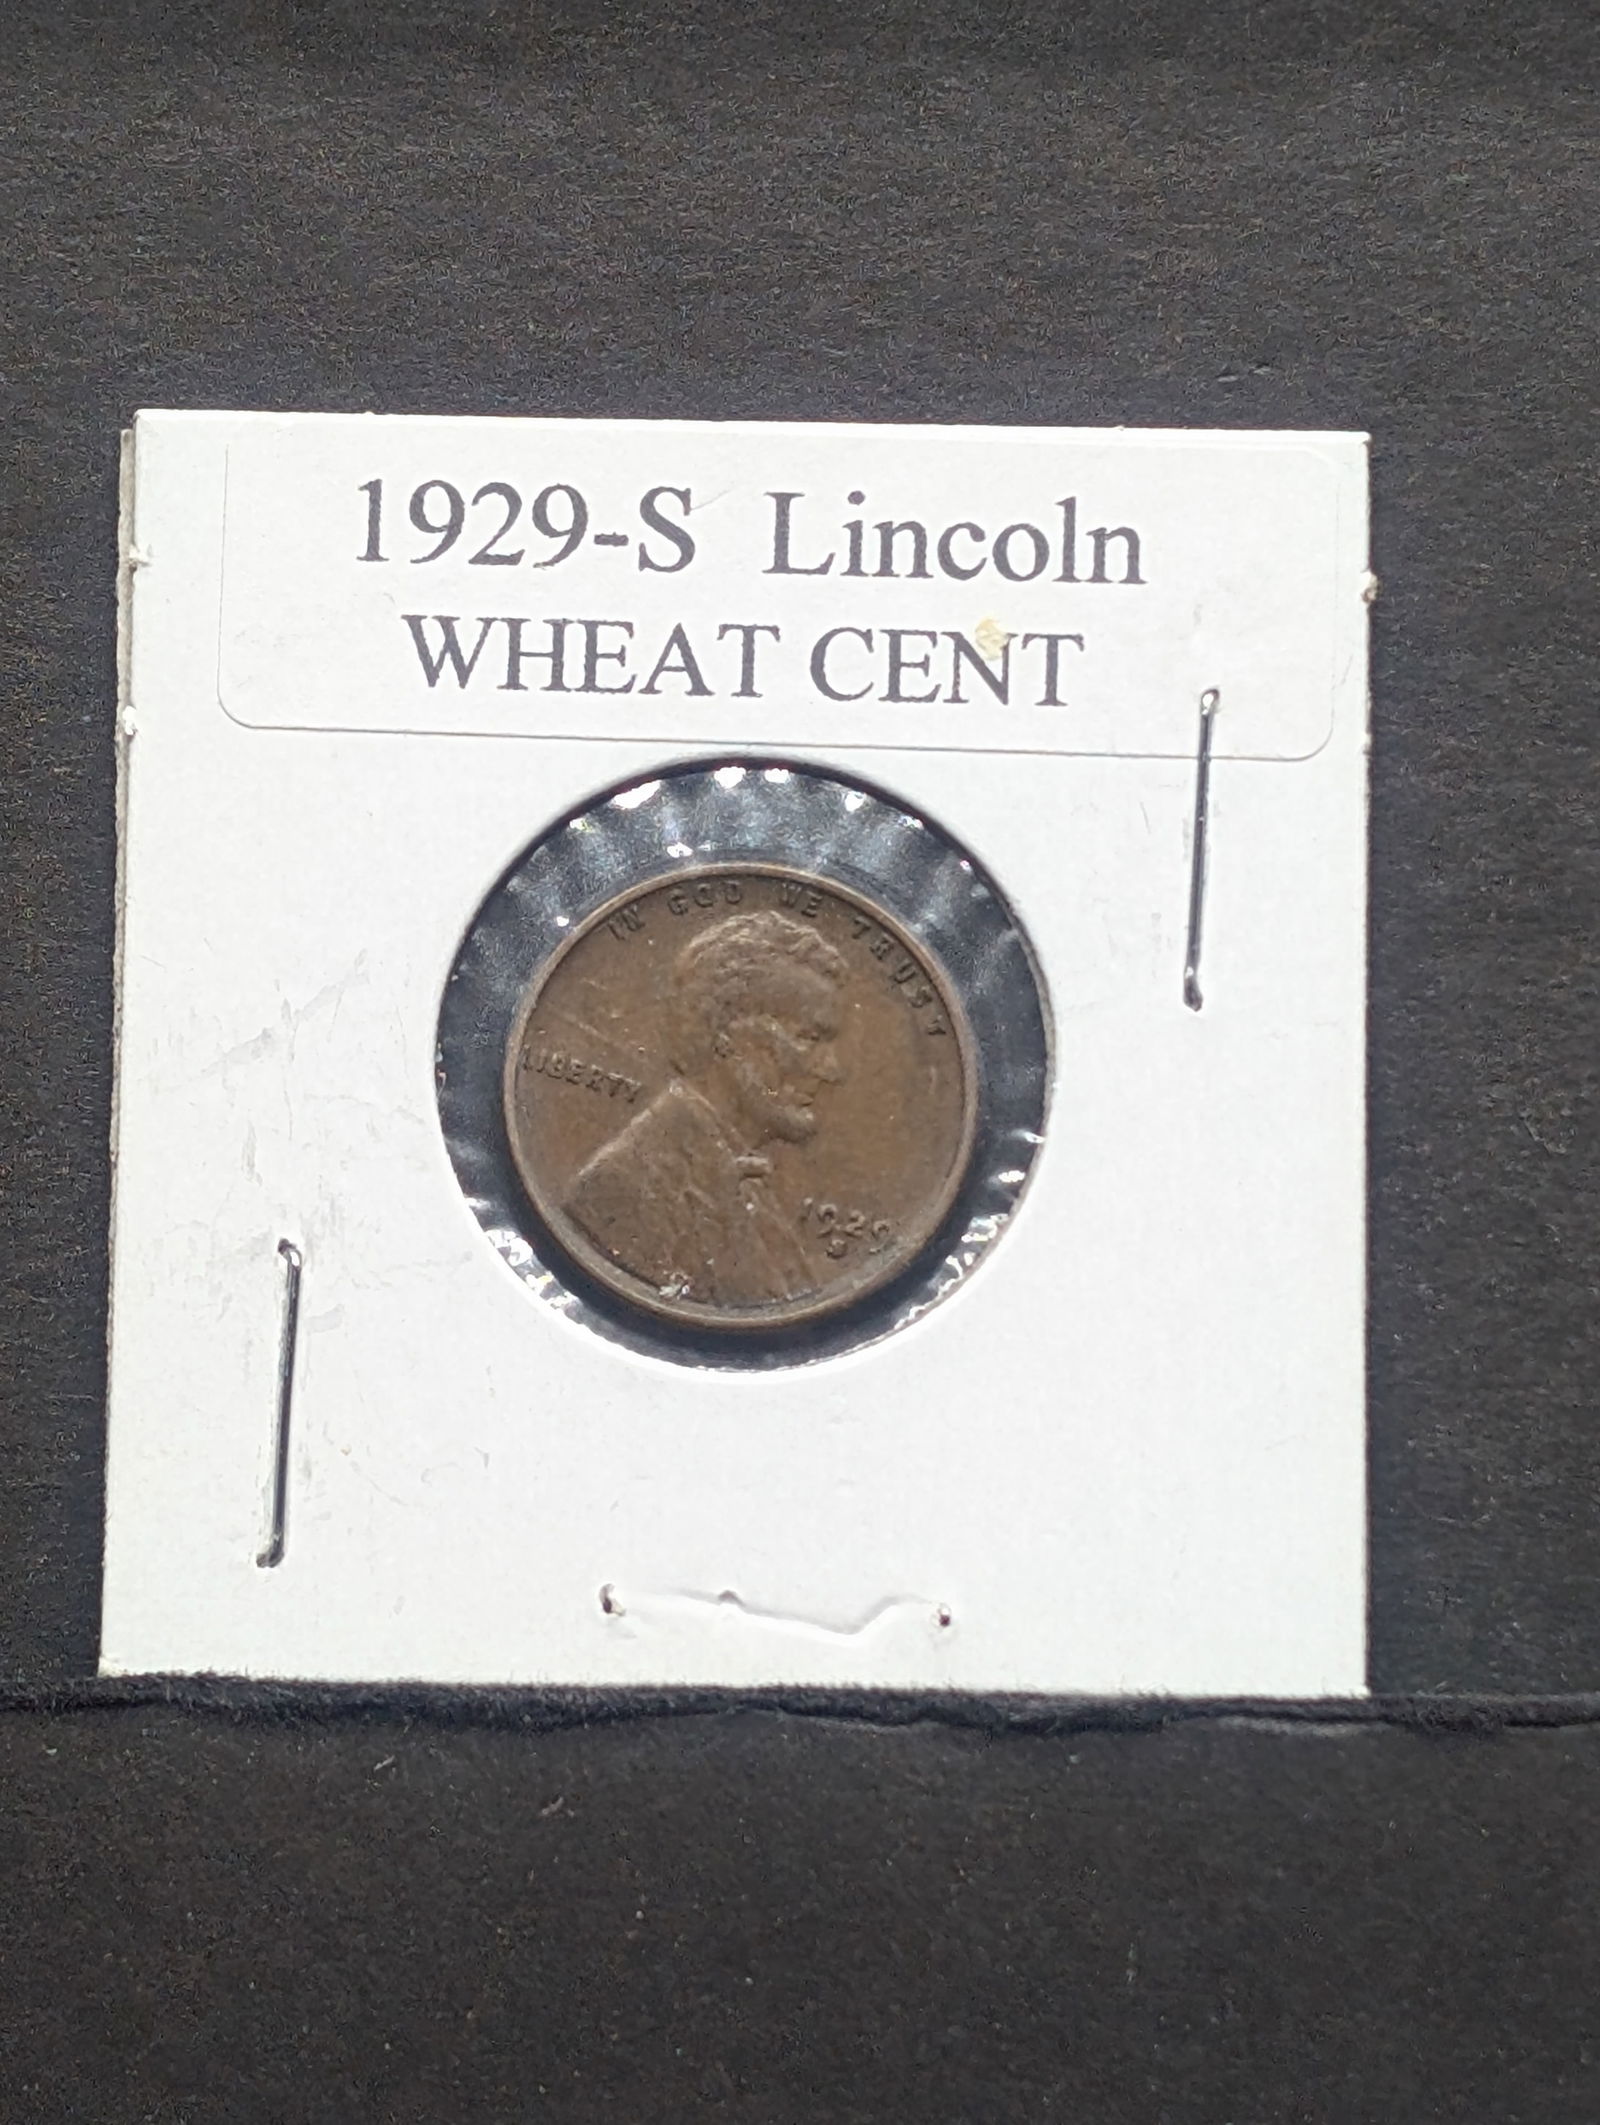 1929-S Lincoln
WHEAT CENT
IN GOD WE TRUST
LIBERTY
1929
S